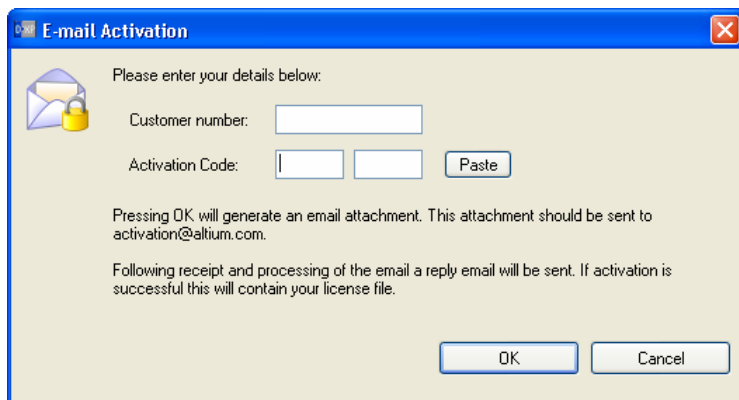 DXP E-mail Activation
Please enter your details below:
Customer number:
Activation Code: Paste
Pressing OK will generate an email attachment. This attachment should be sent to
activation@altium.com.
Following receipt and processing of the email a reply email will be sent. If activation is
successful this will contain your license file.
OK Cancel